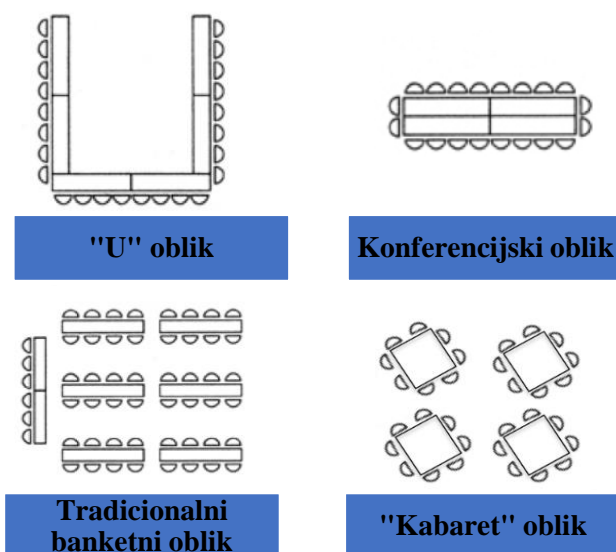 "U" oblik
Konferencijski oblik
Tradicionalni
banketni oblik
"Kabaret" oblik